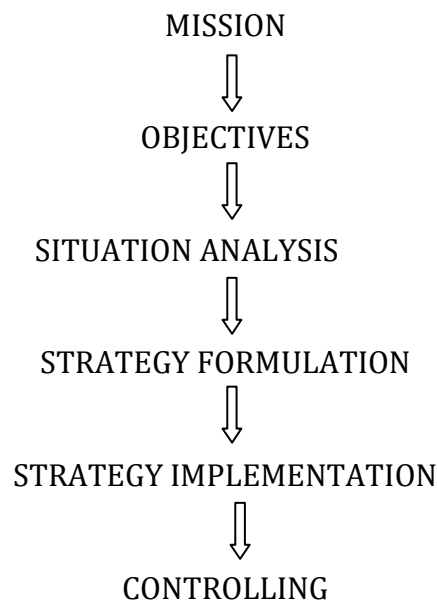 MISSION
OBJECTIVES
SITUATION ANALYSIS
STRATEGY FORMULATION
STRATEGY IMPLEMENTATION
CONTROLLING